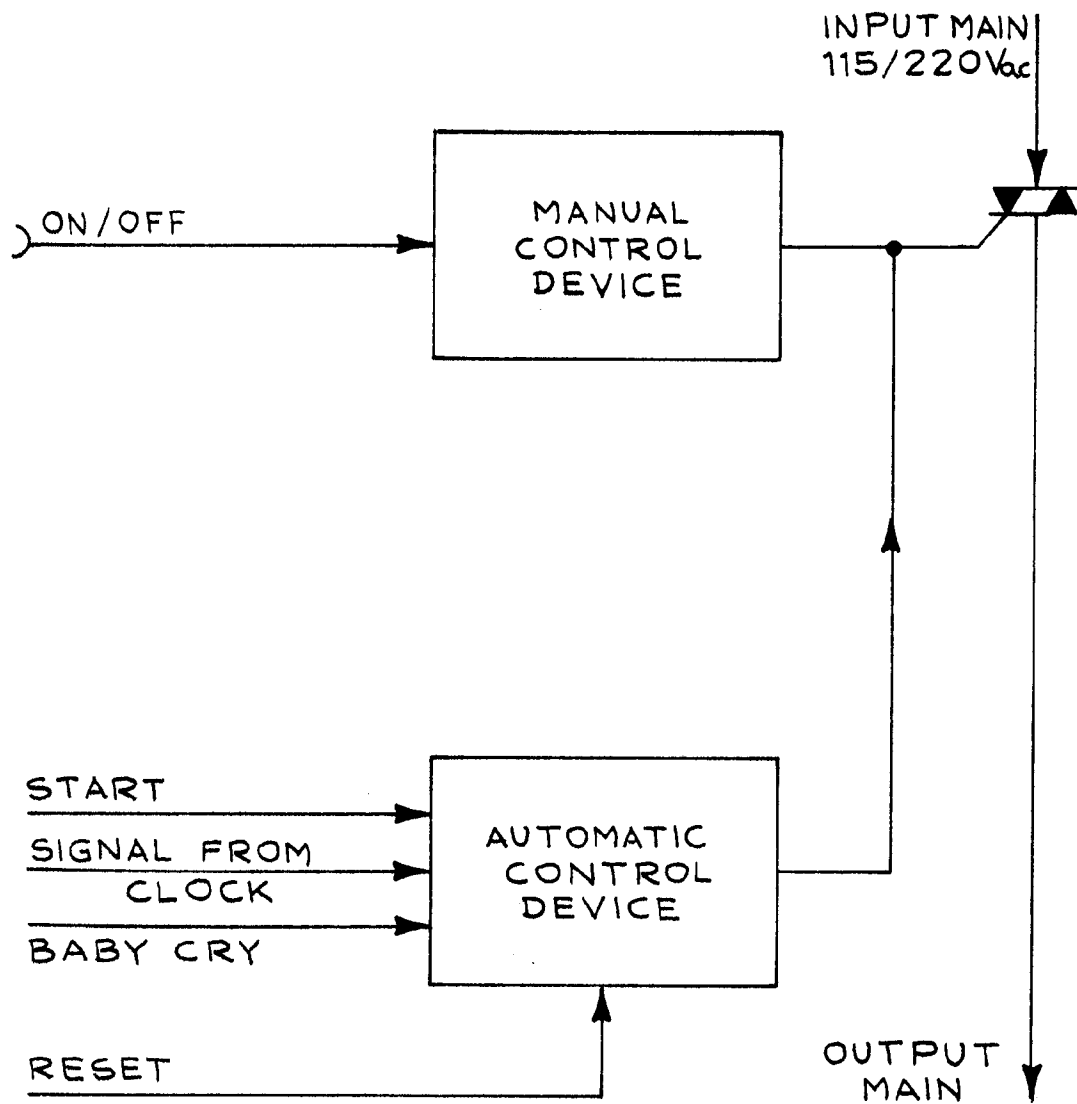 INPUT MAIN
115/220Vac
ON/OFF
MANUAL
CONTROL
DEVICE
START
SIGNAL FROM
CLOCK
BABY CRY
AUTOMATIC
CONTROL
DEVICE
RESET
OUTPUT
MAIN